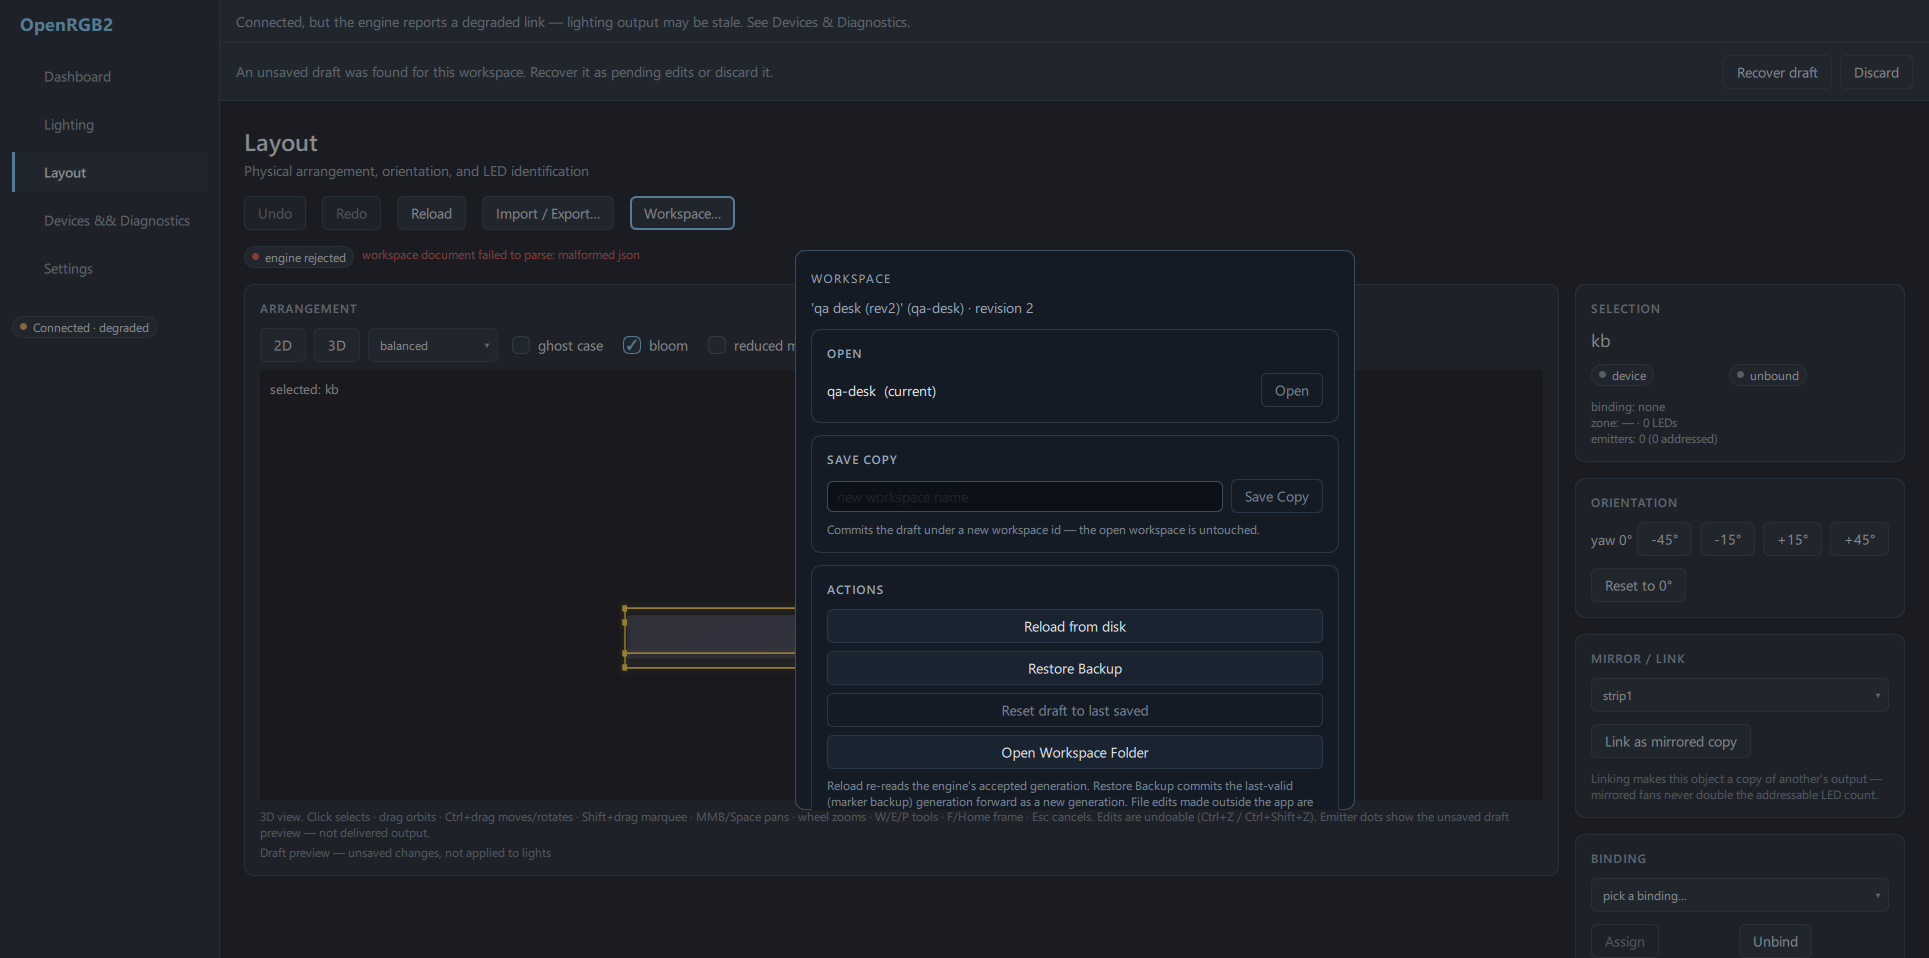 OpenRGB2
Dashboard
Lighting
Layout
Devices && Diagnostics
Settings
Connected · degraded
Connected, but the engine reports a degraded link — lighting output may be stale. See Devices & Diagnostics.
An unsaved draft was found for this workspace. Recover it as pending edits or discard it.
Recover draft
Discard
Layout
Physical arrangement, orientation, and LED identification
Undo
Redo
Reload
Import / Export...
Workspace...
engine rejected
workspace document failed to parse: malformed json
ARRANGEMENT
2D
3D
balanced
ghost case
bloom
reduced m
selected: kb
3D view. Click selects · drag orbits · Ctrl+drag moves/rotates · Shift+drag marquee · MMB/Space pans · wheel zooms · W/E/P tools · F/Home frame · Esc cancels. Edits are undoable (Ctrl+Z / Ctrl+Shift+Z). Emitter dots show the unsaved draft
preview — not delivered output.
Draft preview — unsaved changes, not applied to lights
WORKSPACE
'qa desk (rev2)' (qa-desk) · revision 2
OPEN
qa-desk (current)
Open
SAVE COPY
new workspace name
Save Copy
Commits the draft under a new workspace id — the open workspace is untouched.
ACTIONS
Reload from disk
Restore Backup
Reset draft to last saved
Open Workspace Folder
Reload re-reads the engine's accepted generation. Restore Backup commits the last-valid
(marker backup) generation forward as a new generation. File edits made outside the app are
SELECTION
kb
device
unbound
binding: none
zone: — · 0 LEDs
emitters: 0 (0 addressed)
ORIENTATION
yaw 0°
-45°
-15°
+15°
+45°
Reset to 0°
MIRROR / LINK
strip1
Link as mirrored copy
Linking makes this object a copy of another's output —
mirrored fans never double the addressable LED count.
BINDING
pick a binding...
Assign
Unbind